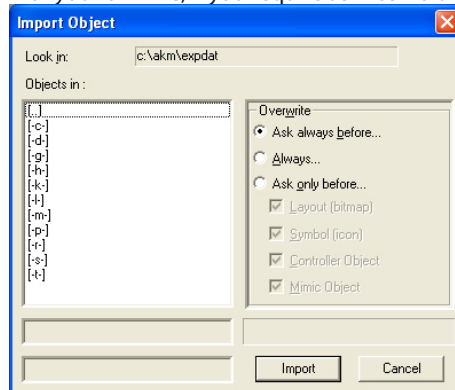 Import Object
Look in: c:\akm\expdat
Objects in :
[..]
[-c-]
[-d-]
[-g-]
[-h-]
[-k-]
[-l-]
[-m-]
[-p-]
[-r-]
[-s-]
[-t-]
Overwrite
Ask always before...
Always...
Ask only before...
Layout (bitmap)
Symbol (icon)
Controller Object
Mimic Object
Import
Cancel